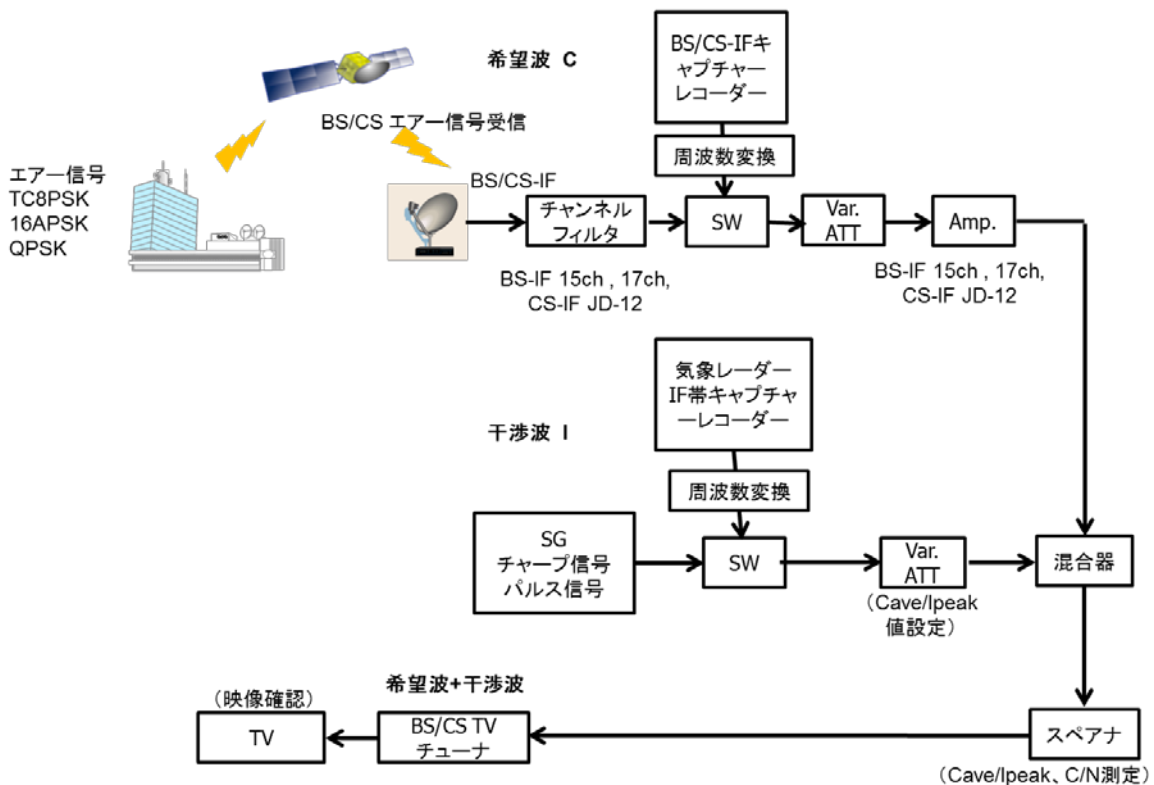 希望波 C
BS/CS-IFキ
ャプチャー
レコーダー
BS/CS エアー信号受信
周波数変換
エアー信号
TC8PSK
16APSK
QPSK
BS/CS-IF
チャンネル
フィルタ
SW
Var.
ATT
Amp.
BS-IF 15ch , 17ch,
CS-IF JD-12
BS-IF 15ch , 17ch,
CS-IF JD-12
干渉波 I
気象レーダー
IF帯キャプチャ
ーレコーダー
周波数変換
SG
チャープ信号
パルス信号
SW
Var.
ATT
（Cave/Ipeak
値設定）
混合器
希望波+干渉波
（映像確認）
TV
BS/CS TV
チューナ
スペアナ
（Cave/Ipeak、C/N測定）